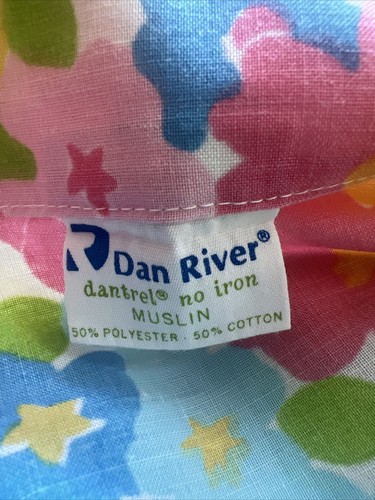 Dan River®
dantrel® no iron
MUSLIN
50% POLYESTER · 50% COTTON